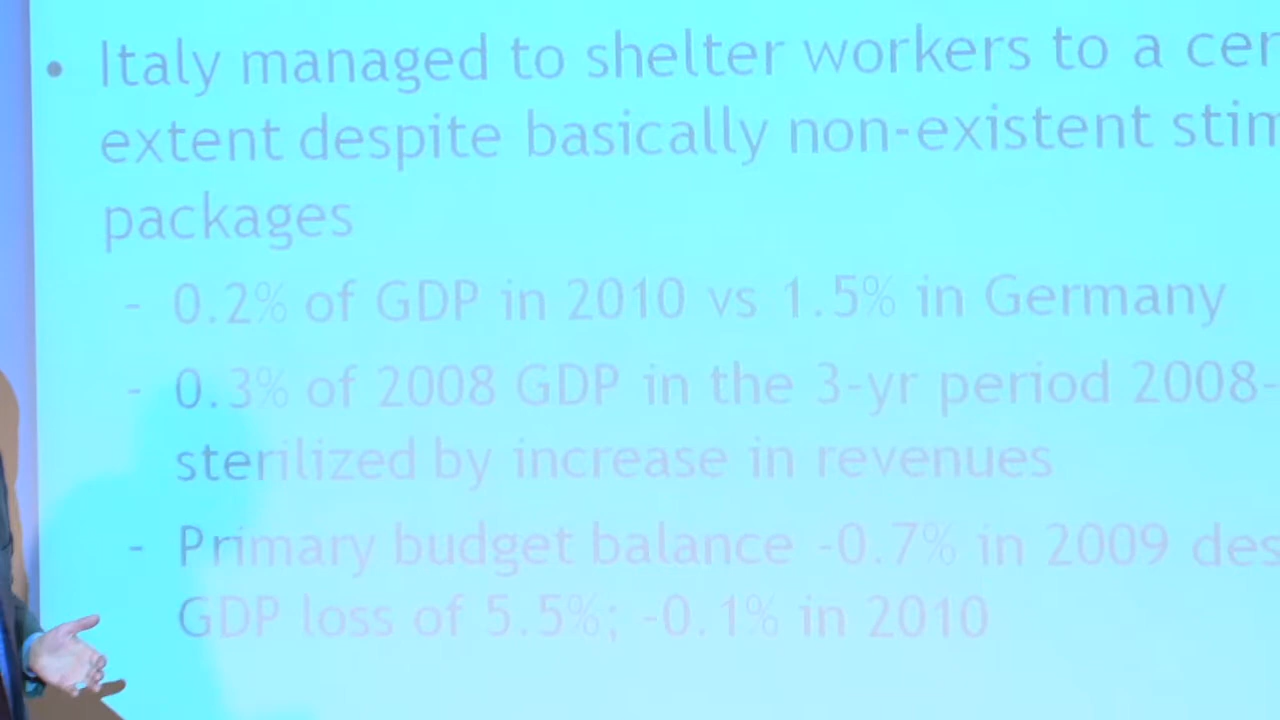 • Italy managed to shelter workers to a cer
extent despite basically non-existent stim
packages
- 0.2% of GDP in 2010 vs 1.5% in Germany
- 0.3% of 2008 GDP in the 3-yr period 2008-
sterilized by increase in revenues
- Primary budget balance -0.7% in 2009 des
GDP loss of 5.5%; -0.1% in 2010